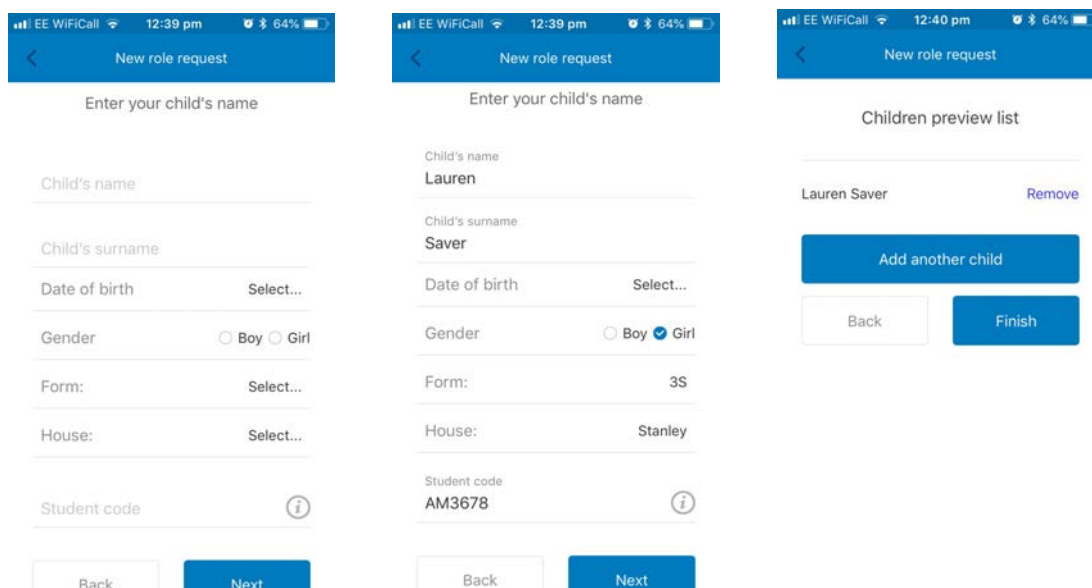 EE WiFiCall 12:39 pm 64%
New role request
Enter your child's name
Child's name
Child's surname
Date of birth Select...
Gender Boy Girl
Form: Select...
House: Select...
Student code i
Back Next
EE WiFiCall 12:39 pm 64%
New role request
Enter your child's name
Child's name
Lauren
Child's surname
Saver
Date of birth Select...
Gender Boy Girl
Form: 3S
House: Stanley
Student code
AM3678 i
Back Next
EE WiFiCall 12:40 pm 64%
New role request
Children preview list
Lauren Saver Remove
Add another child
Back Finish